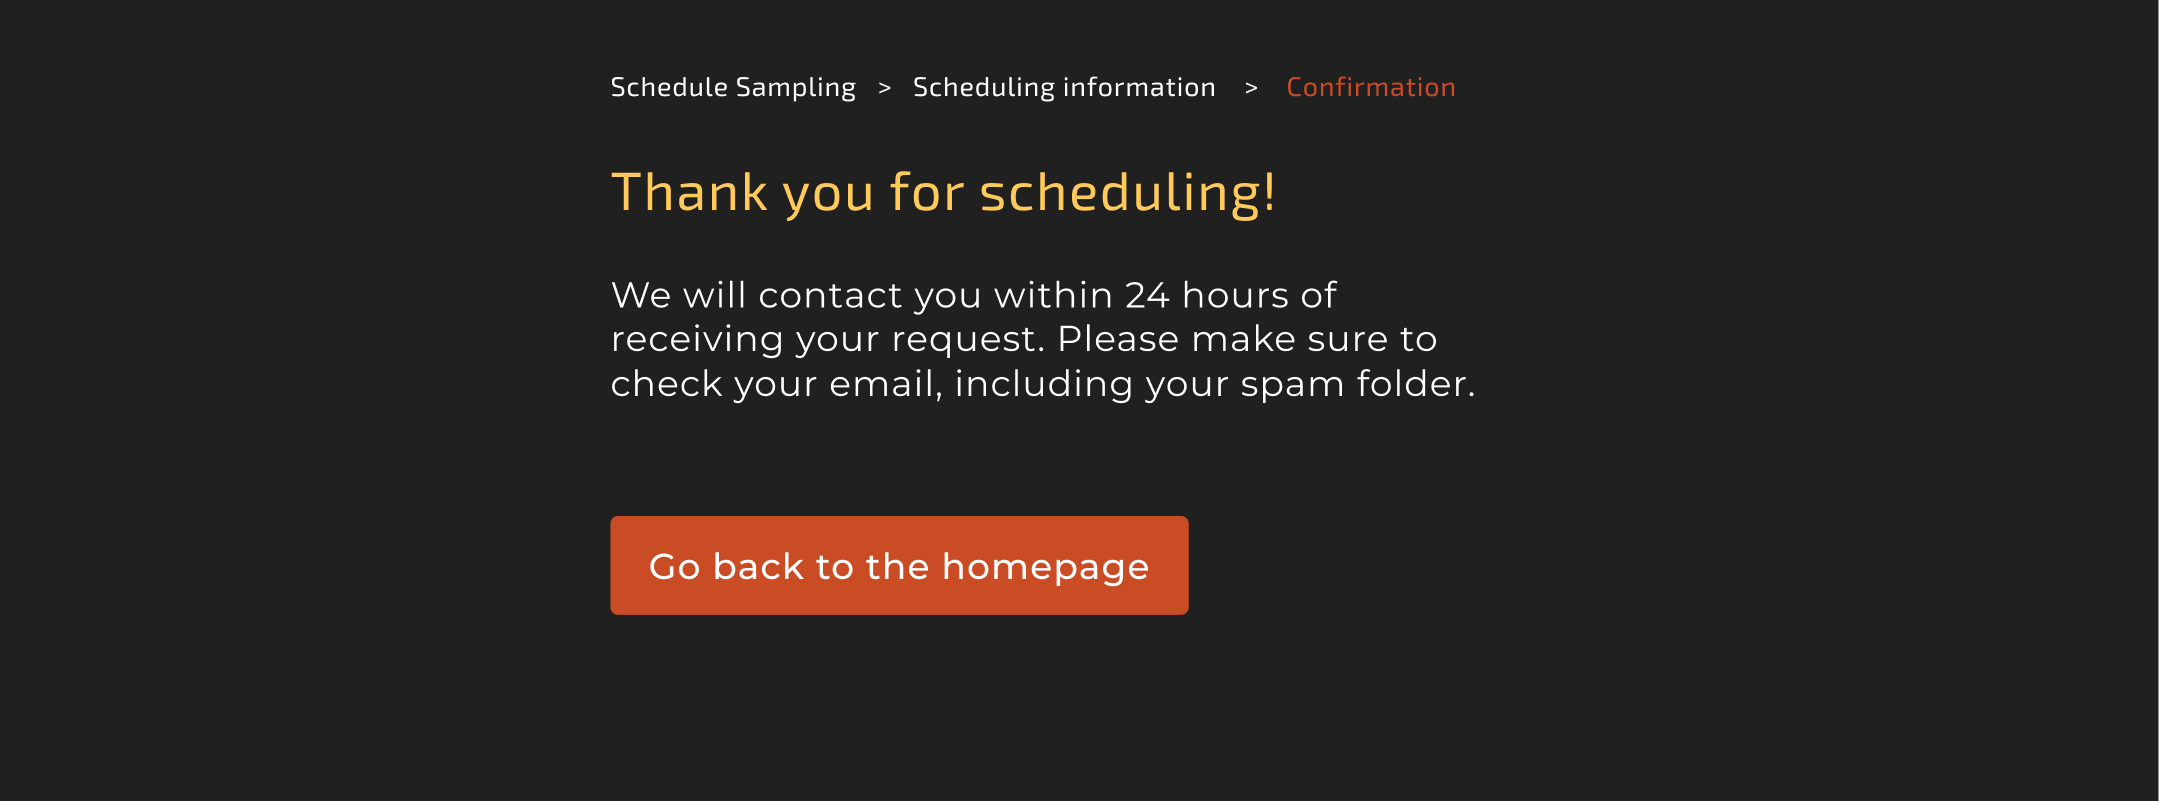 Schedule Sampling > Scheduling information > Confirmation
Thank you for scheduling!
We will contact you within 24 hours of
receiving your request. Please make sure to
check your email, including your spam folder.
Go back to the homepage